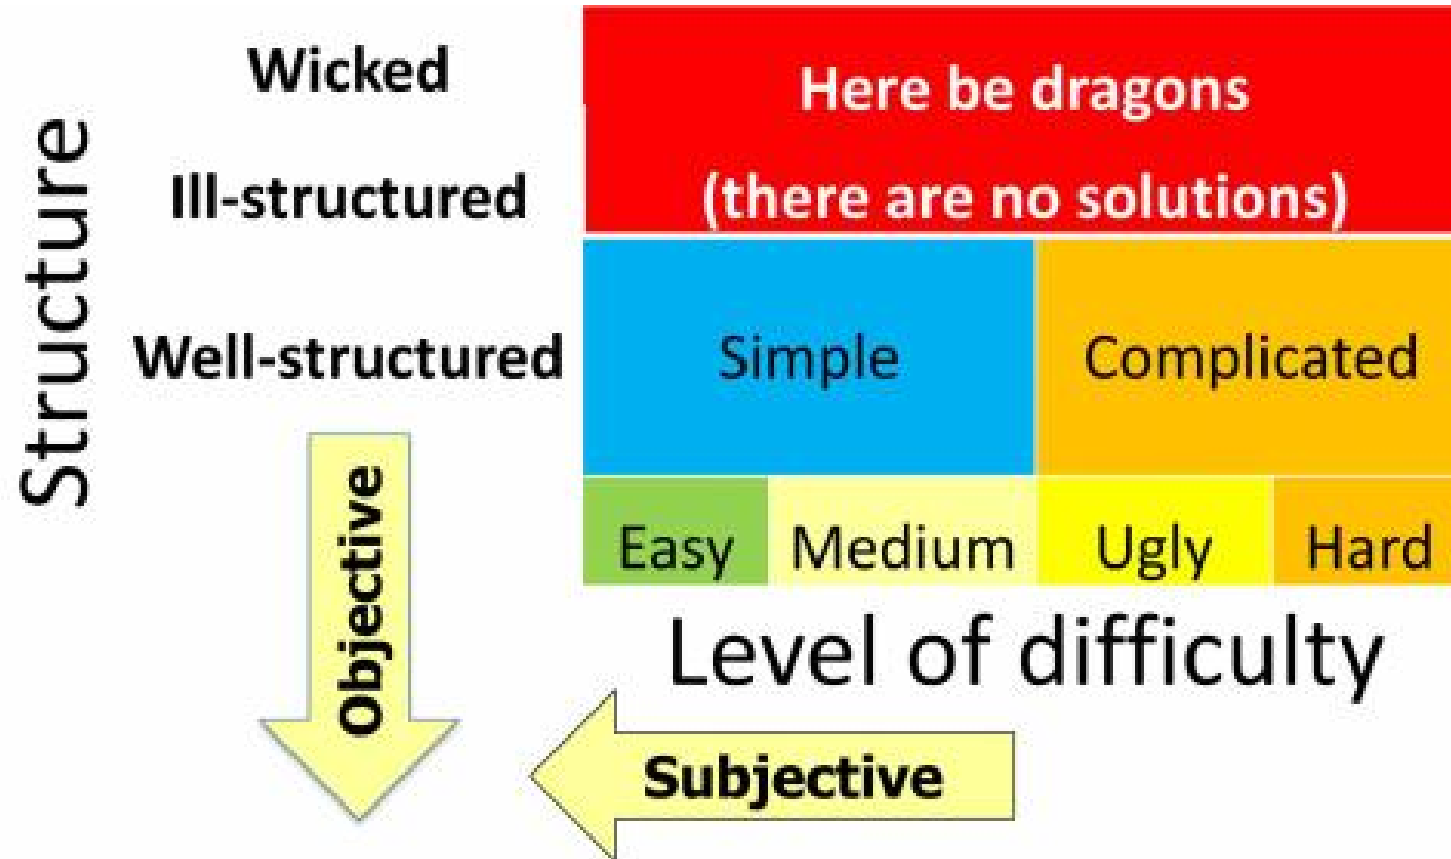 Structure
Wicked
Ill-structured
Well-structured
Here be dragons
(there are no solutions)
Simple
Complicated
Easy
Medium
Ugly
Hard
Level of difficulty
Objective
Subjective